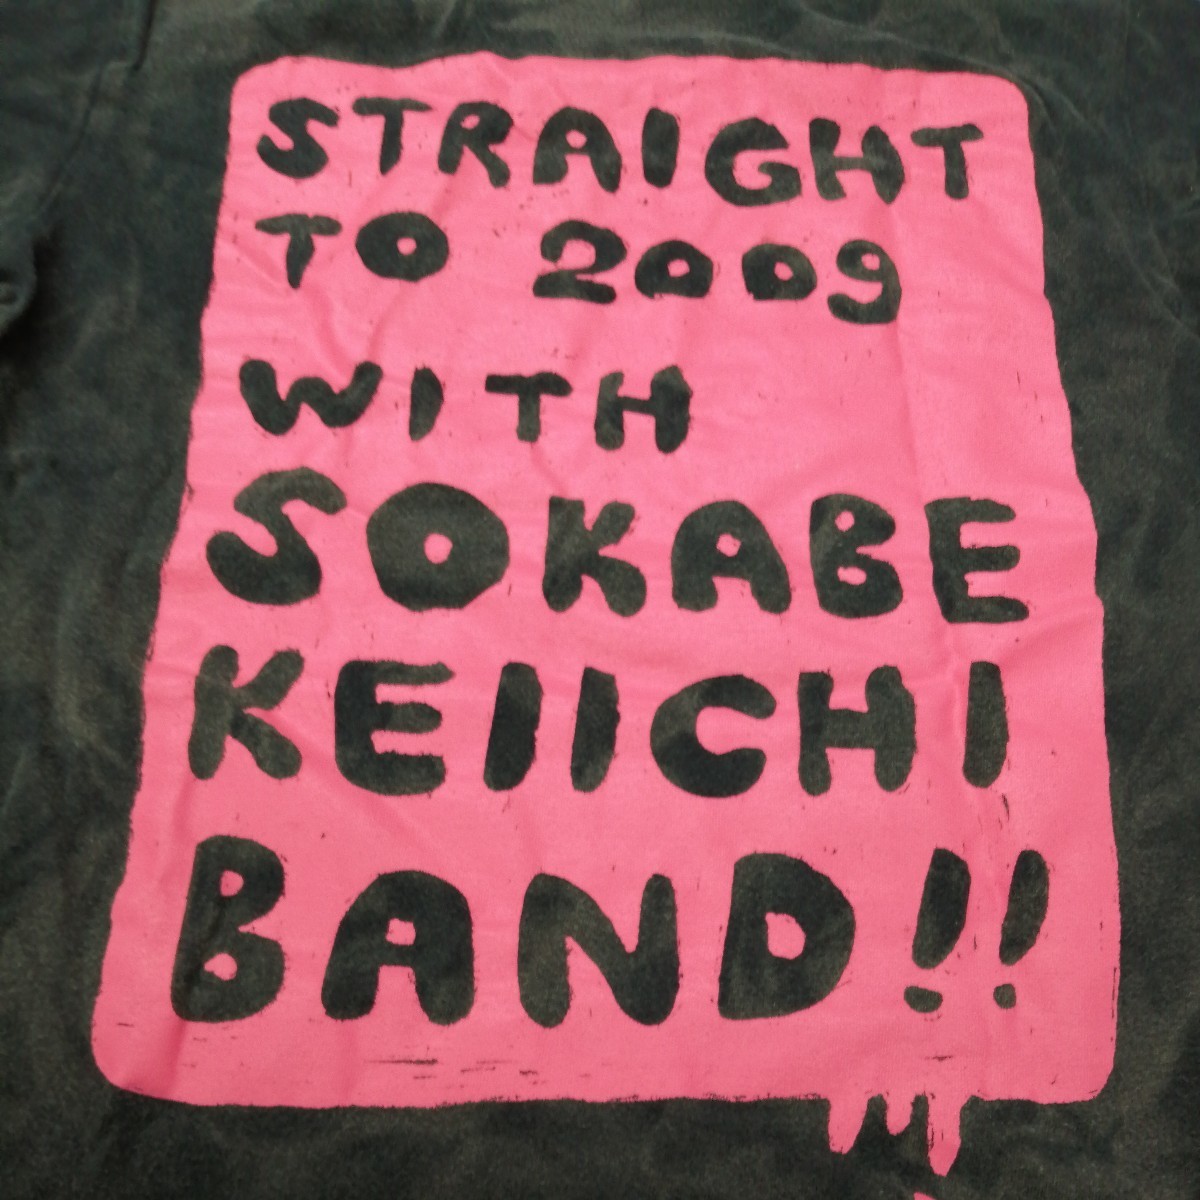 STRAIGHT
TO 2009
WITH
SOKABE
KEIICHI
BAND!!